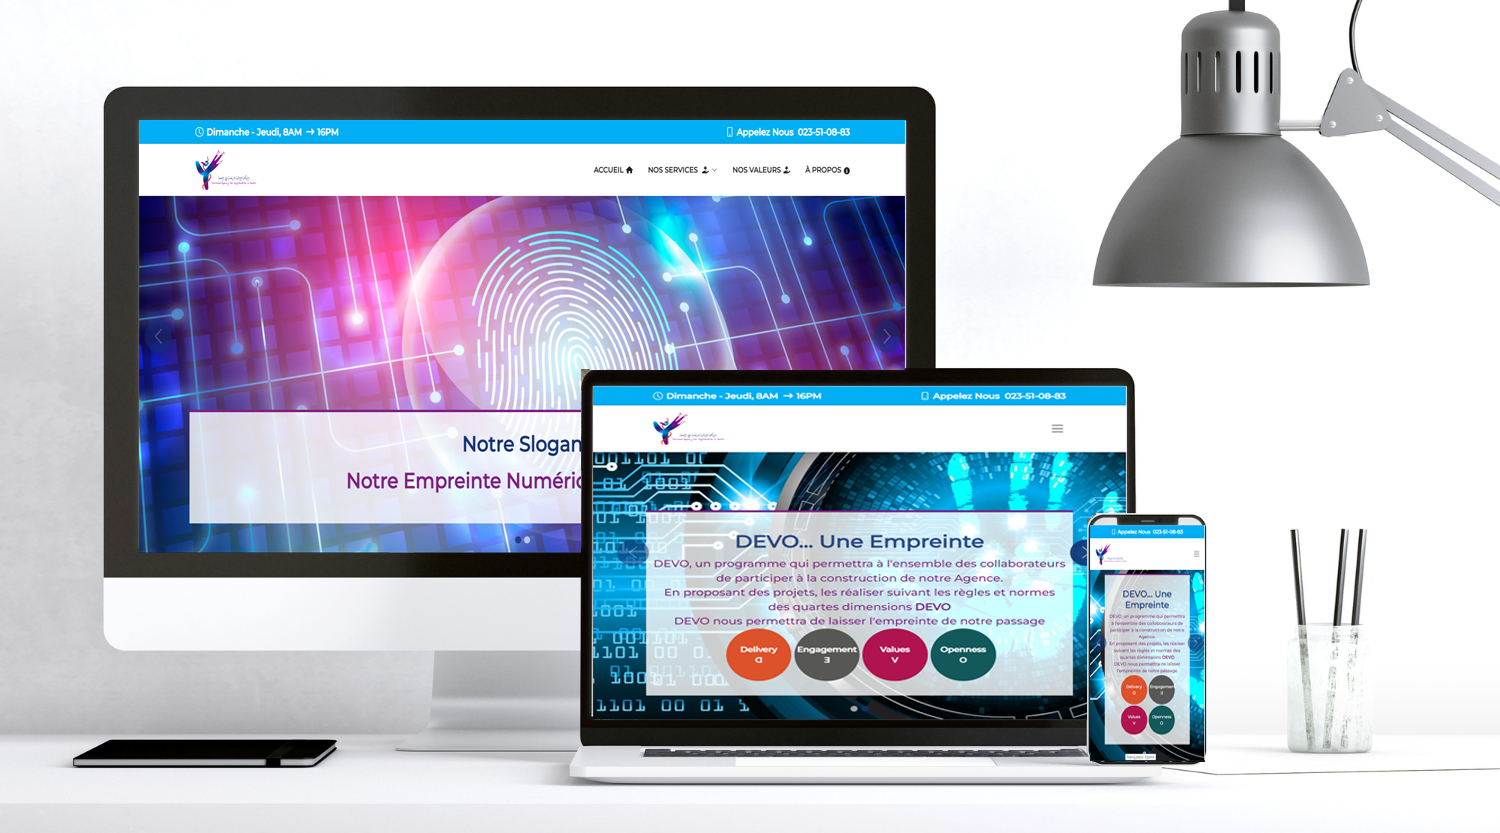 Dimanche - Jeudi, 8AM → 16PM
Appelez Nous 023-51-08-83
ACCUEIL
NOS SERVICES
NOS VALEURS
À PROPOS
Notre Slogan
Notre Empreinte Numéric
Dimanche - Jeudi, 8AM → 16PM
Appelez Nous 023-51-08-83
DEVO... Une Empreinte
DEVO, un programme qui permettra à l'ensemble des collaborateurs
de participer à la construction de notre Agence.
En proposant des projets, les réaliser suivant les règles et normes
des quartes dimensions DEVO
DEVO nous permettra de laisser l'empreinte de notre passage
Delivery
D
Engagement
E
Values
V
Openness
O
Appelez Nous 023-51-08-83
DEVO... Une
Empreinte
DEVO, un programme qui permettra
à l'ensemble des collaborateurs de
participer à la construction de notre
Agence.
En proposant des projets, les réaliser
suivant les règles et normes des
quartes dimensions DEVO
DEVO nous permettra de laisser
l'empreinte de notre passage
Delivery
D
Engagement
E
Values
V
Openness
O